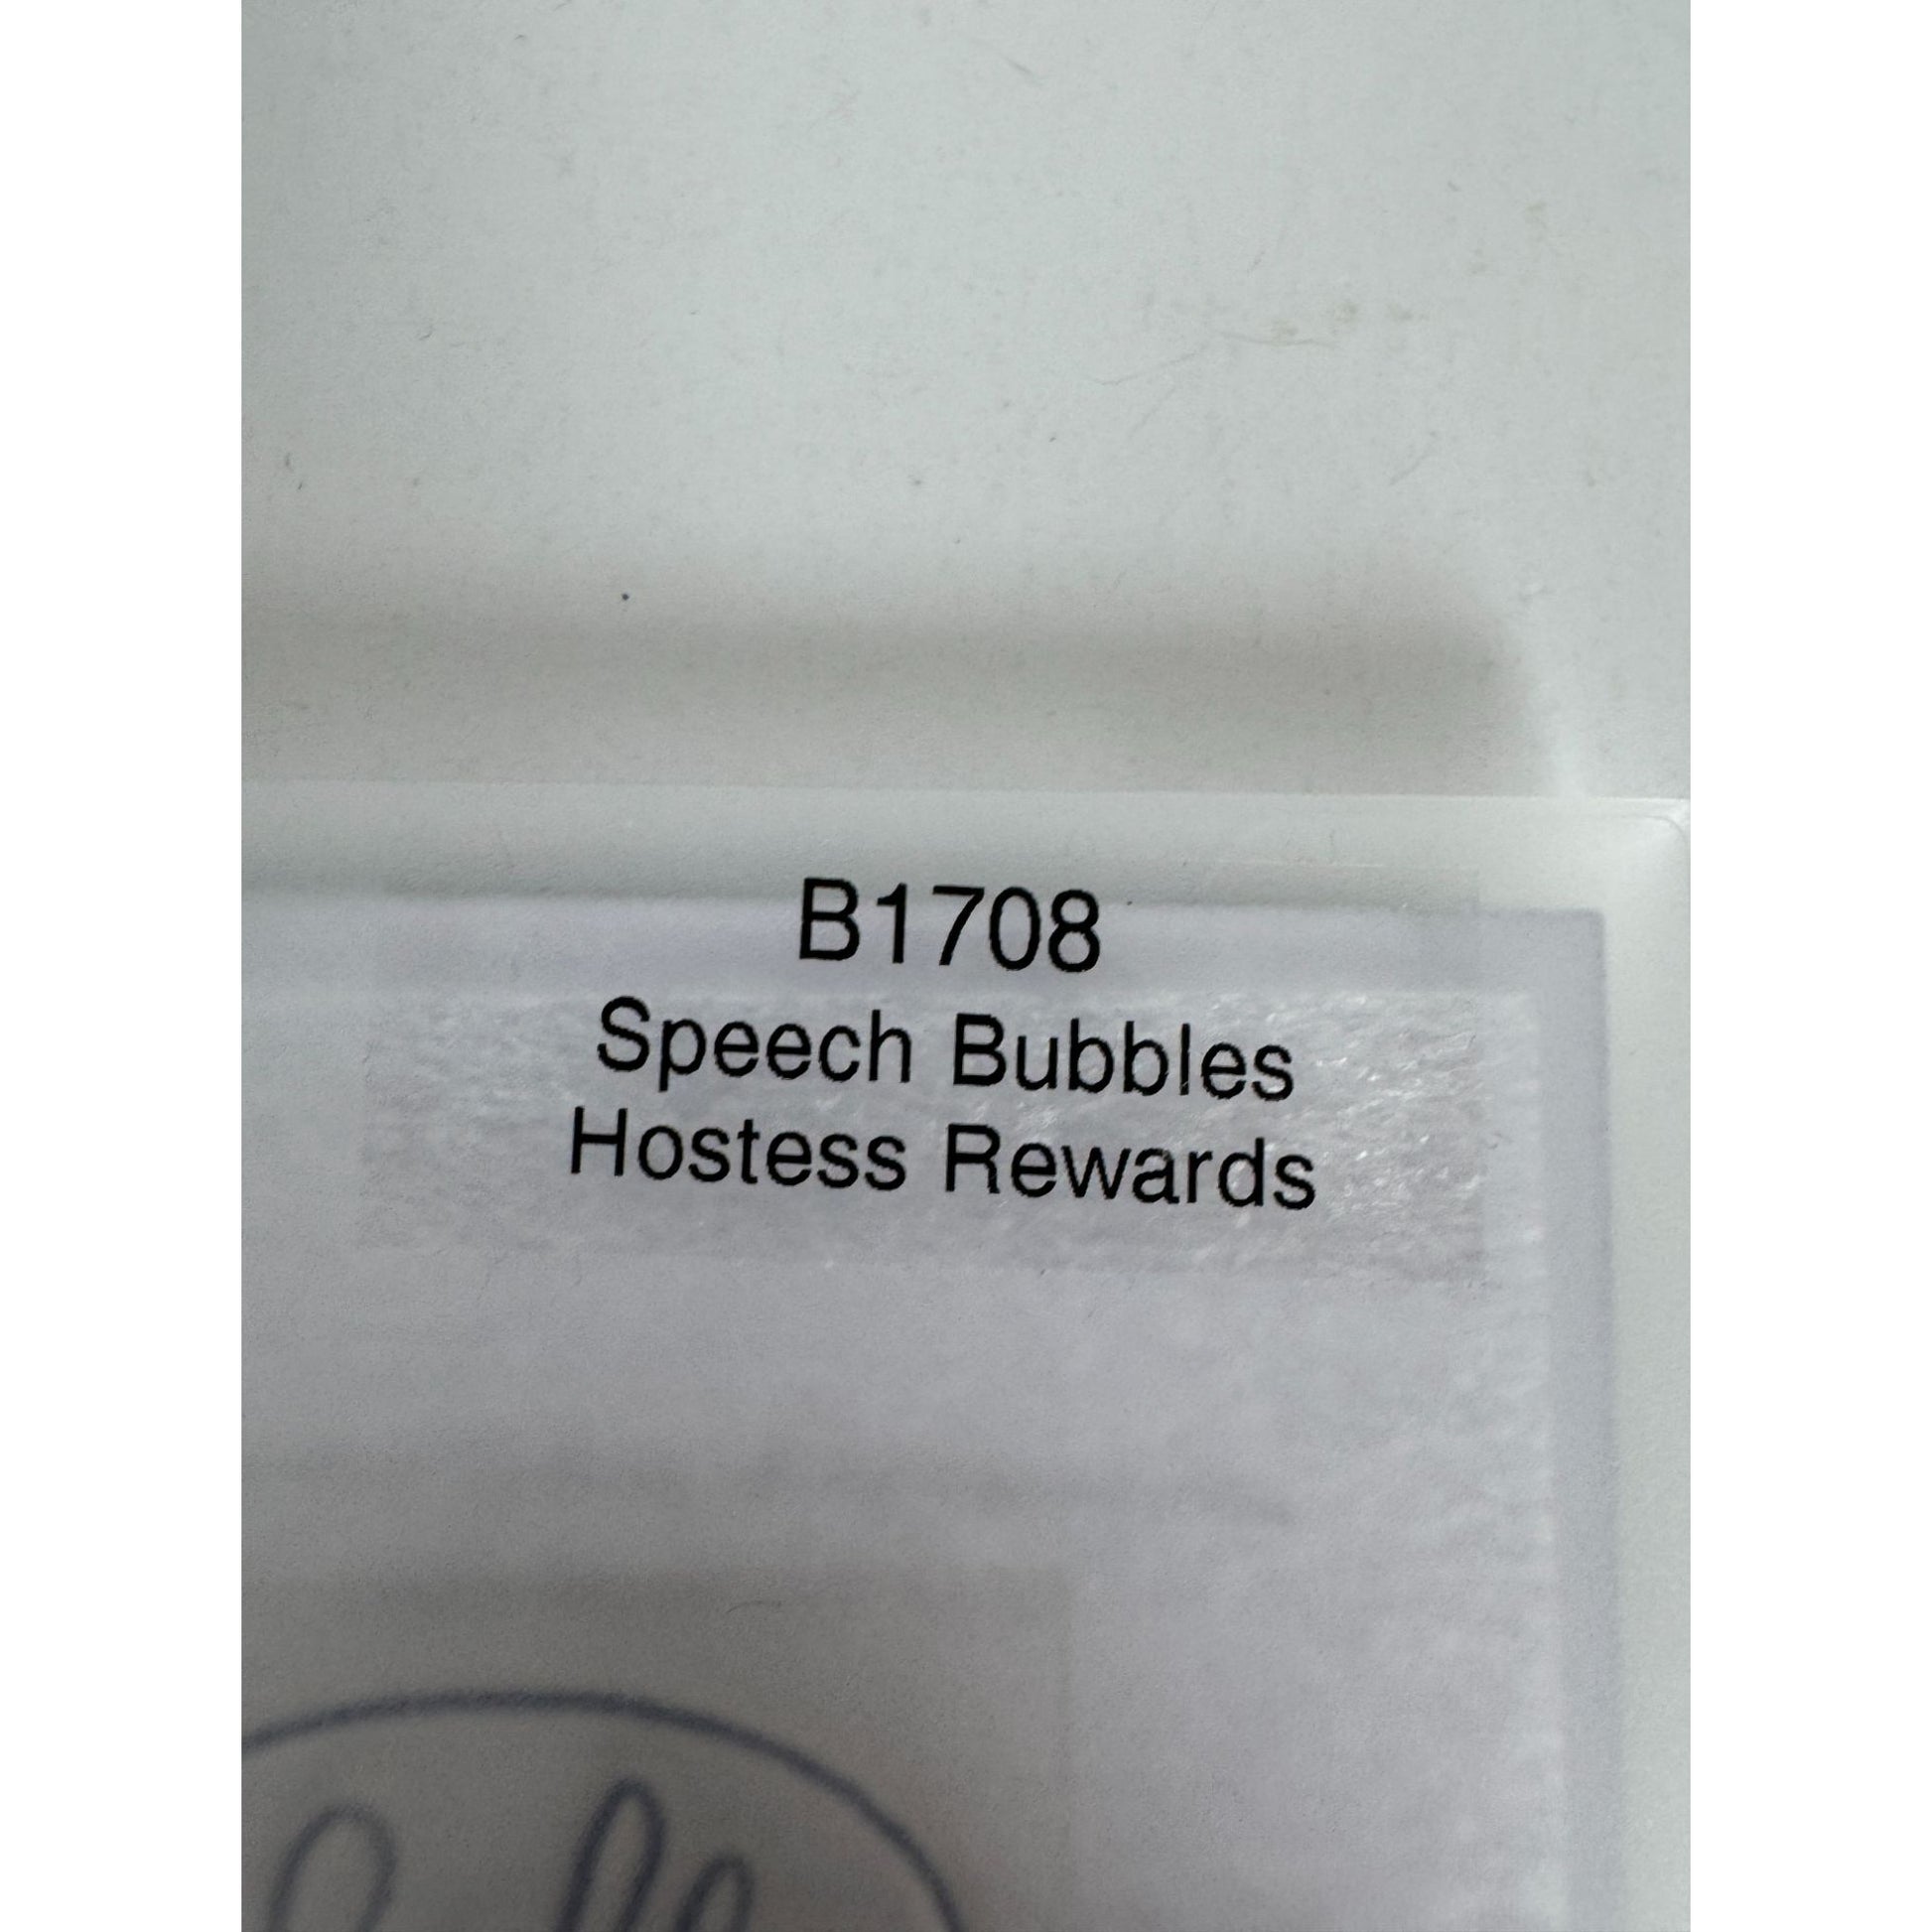 B1708
Speech Bubbles
Hostess Rewards